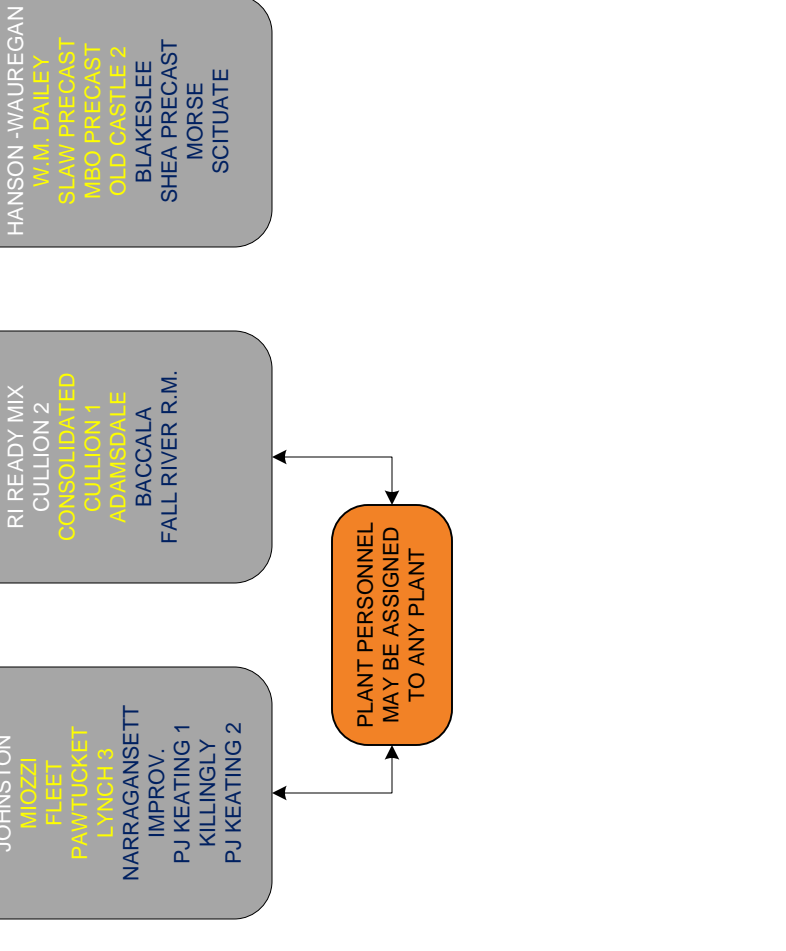 JOHNSTON
MIOZZI
FLEET
PAWTUCKET
LYNCH 3
NARRAGANSETT
IMPROV.
PJ KEATING 1
KILLINGLY
PJ KEATING 2
RI READY MIX
CULLION 2
CONSOLIDATED
CULLION 1
ADAMSDALE
BACCALA
FALL RIVER R.M.
HANSON -WAUREGAN
W.M. DAILEY
SLAW PRECAST
MBO PRECAST
OLD CASTLE 2
BLAKESLEE
SHEA PRECAST
MORSE
SCITUATE
PLANT PERSONNEL
MAY BE ASSIGNED
TO ANY PLANT